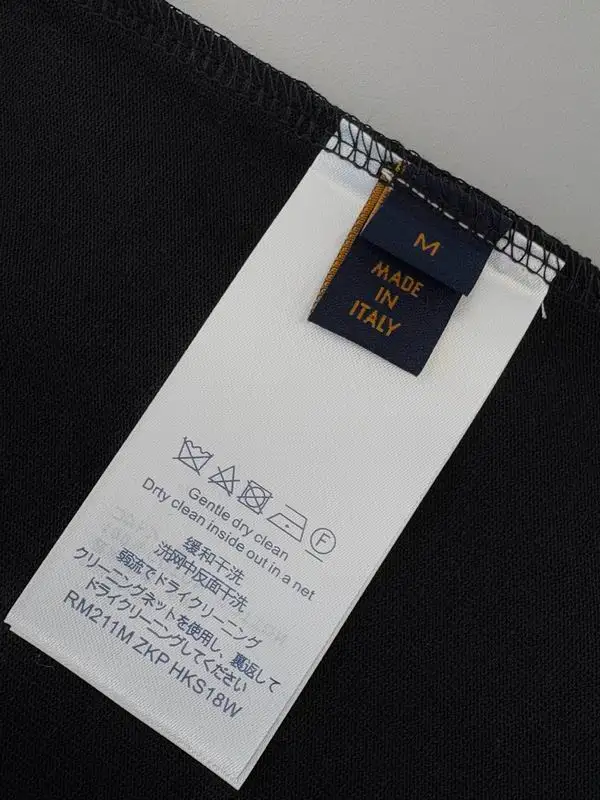 M
MADE
IN
ITALY
F
Gentle dry clean
Drty clean inside out in a net
缓和干洗
洗网中反面干洗
弱流でドライクリーニング
クリーニングネットを使用し、裏返して
ドライクリーニングしてください
RM211M ZKP HKS18W